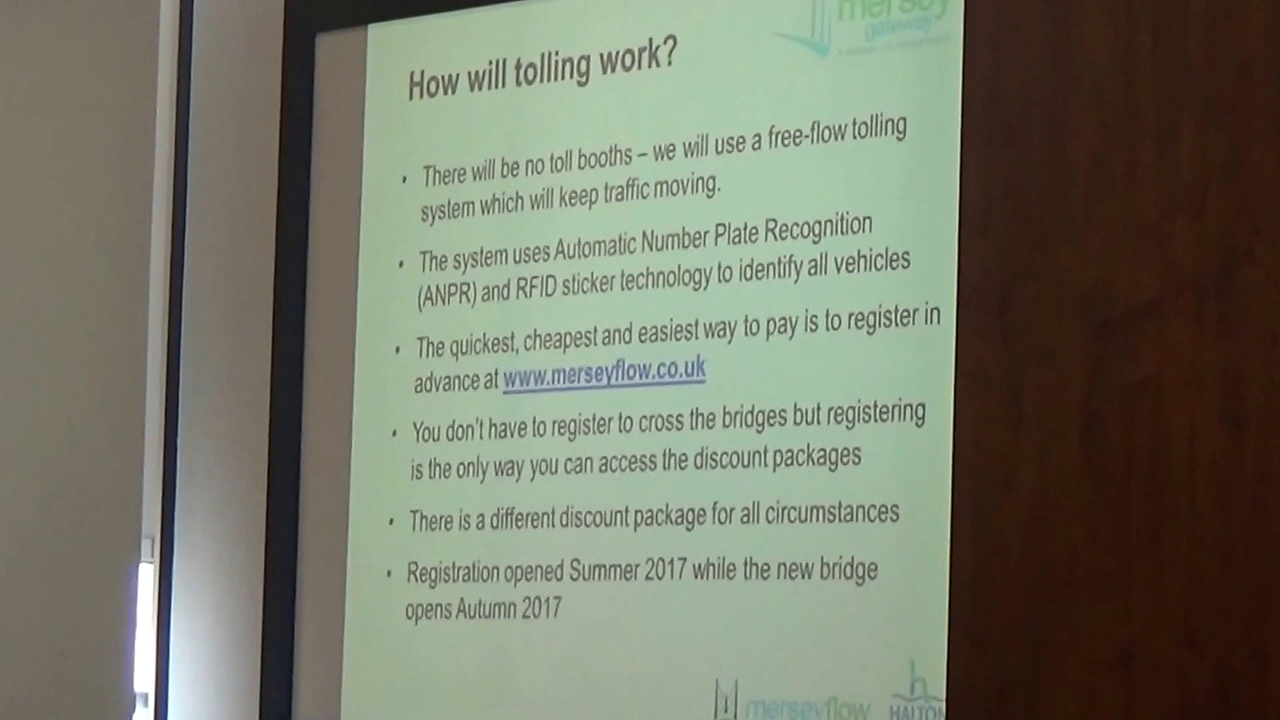 mersey
gateway
How will tolling work?
• There will be no toll booths – we will use a free-flow tolling
system which will keep traffic moving.
• The system uses Automatic Number Plate Recognition
(ANPR) and RFID sticker technology to identify all vehicles
• The quickest, cheapest and easiest way to pay is to register in
advance at www.merseyflow.co.uk
• You don't have to register to cross the bridges but registering
is the only way you can access the discount packages
• There is a different discount package for all circumstances
• Registration opened Summer 2017 while the new bridge
opens Autumn 2017
merseyflow HALTON